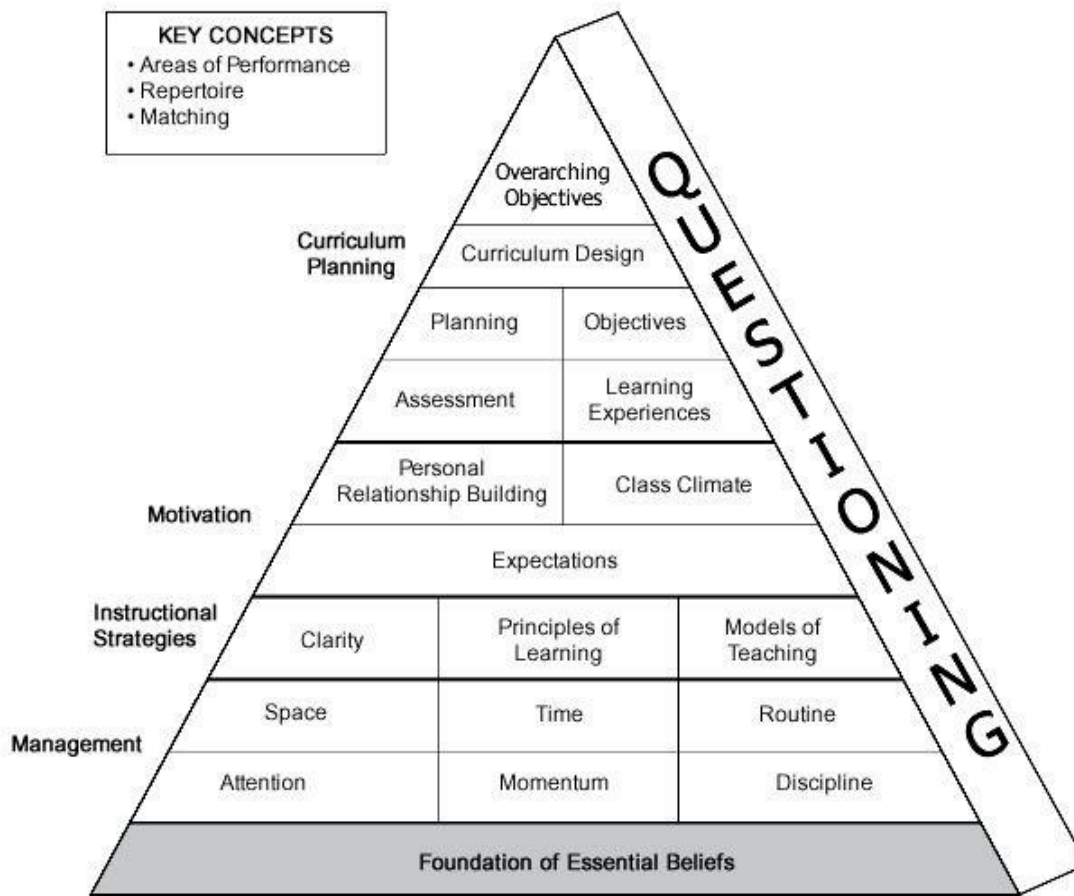 KEY CONCEPTS
• Areas of Performance
• Repertoire
• Matching
Overarching
Objectives
Curriculum
Planning
Curriculum Design
Planning
Objectives
Assessment
Learning
Experiences
Motivation
Personal
Relationship Building
Class Climate
Expectations
Instructional
Strategies
Clarity
Principles of
Learning
Models of
Teaching
Management
Space
Time
Routine
Attention
Momentum
Discipline
Foundation of Essential Beliefs
QUESTIONING